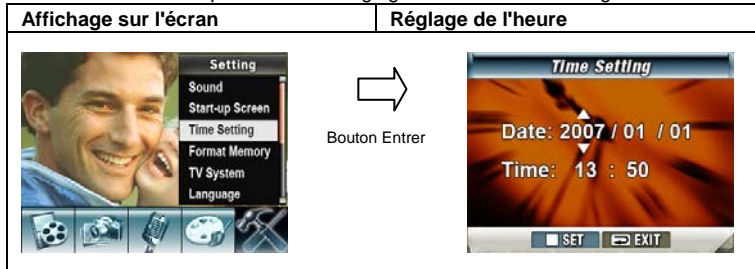 Affichage sur l'écran
Réglage de l'heure
Setting
Sound
Start-up Screen
Time Setting
Format Memory
TV System
Language
Bouton Entrer
Time Setting
Date: 2007 / 01 / 01
Time: 13 : 50
SET EXIT